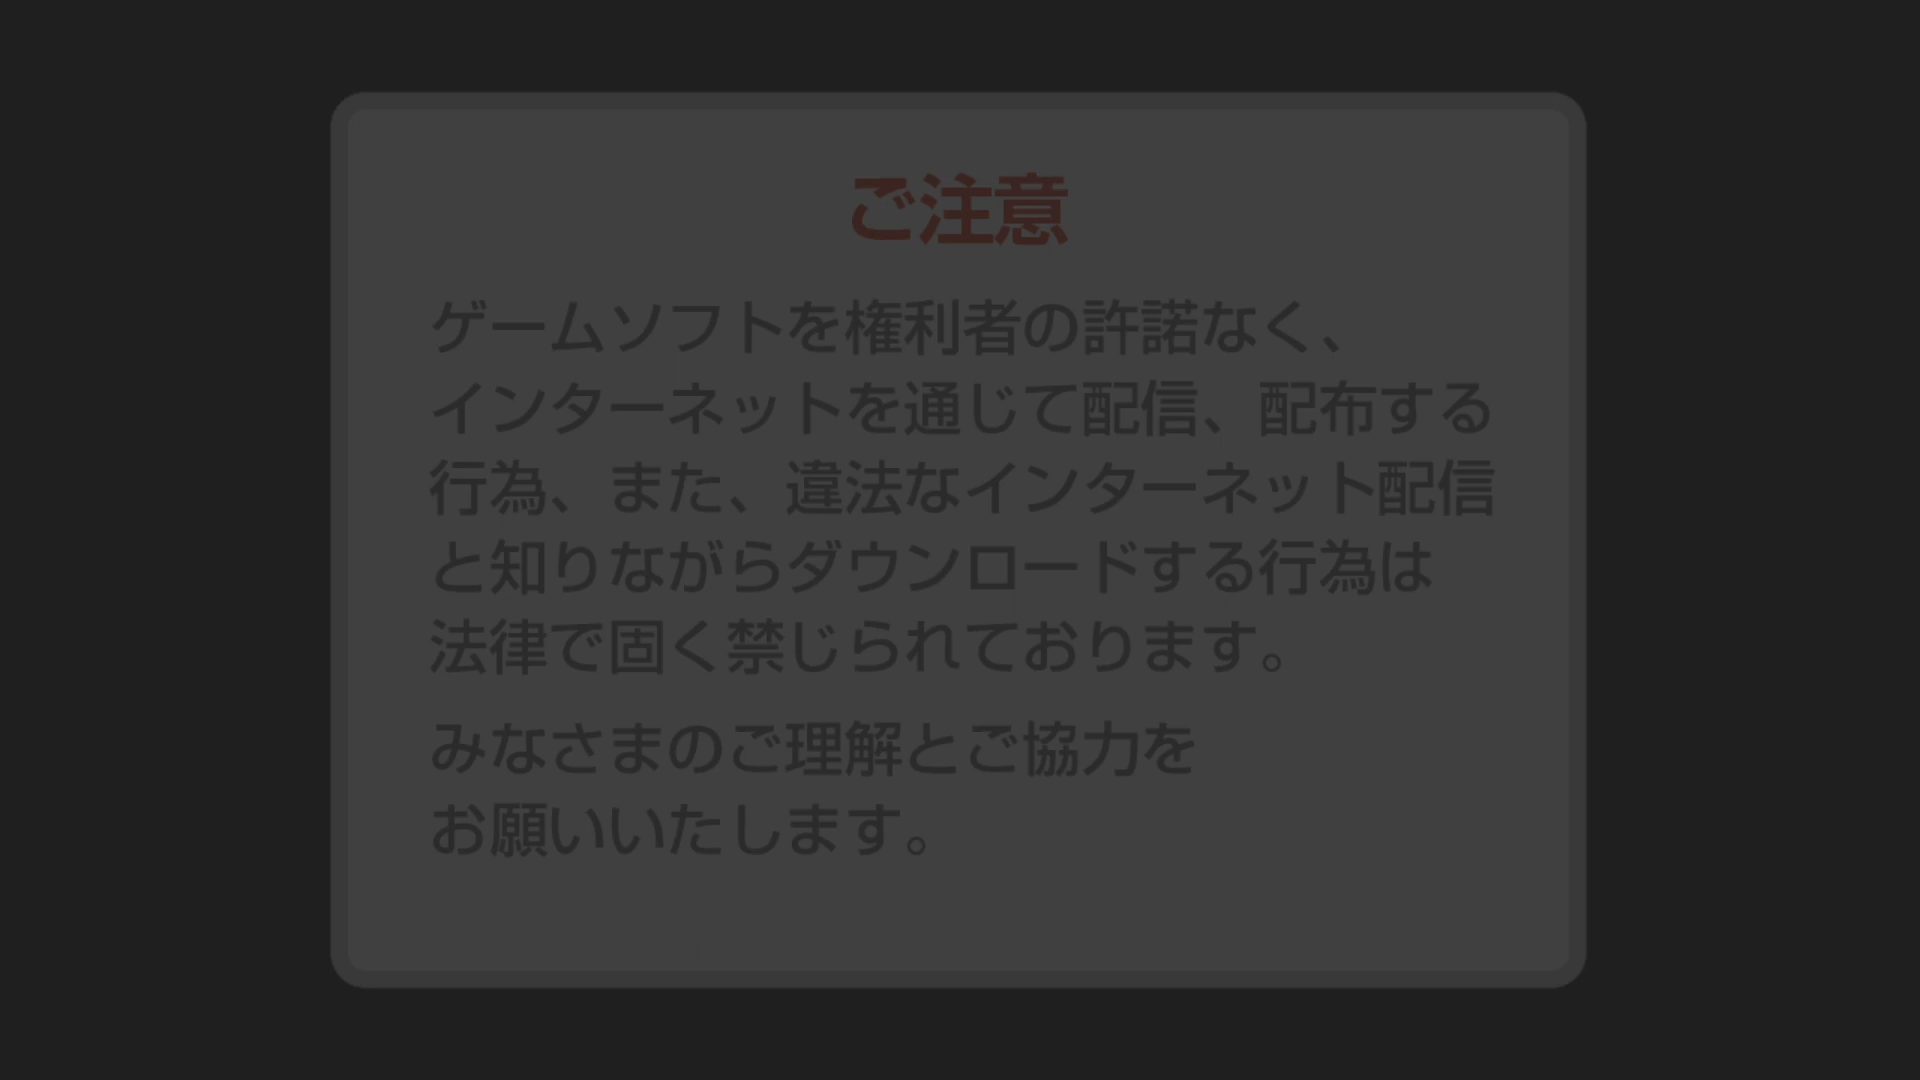 ご注意
ゲームソフトを権利者の許諾なく、
インターネットを通じて配信、配布する
行為、また、違法なインターネット配信
と知りながらダウンロードする行為は
法律で固く禁じられております。
みなさまのご理解とご協力を
お願いいたします。